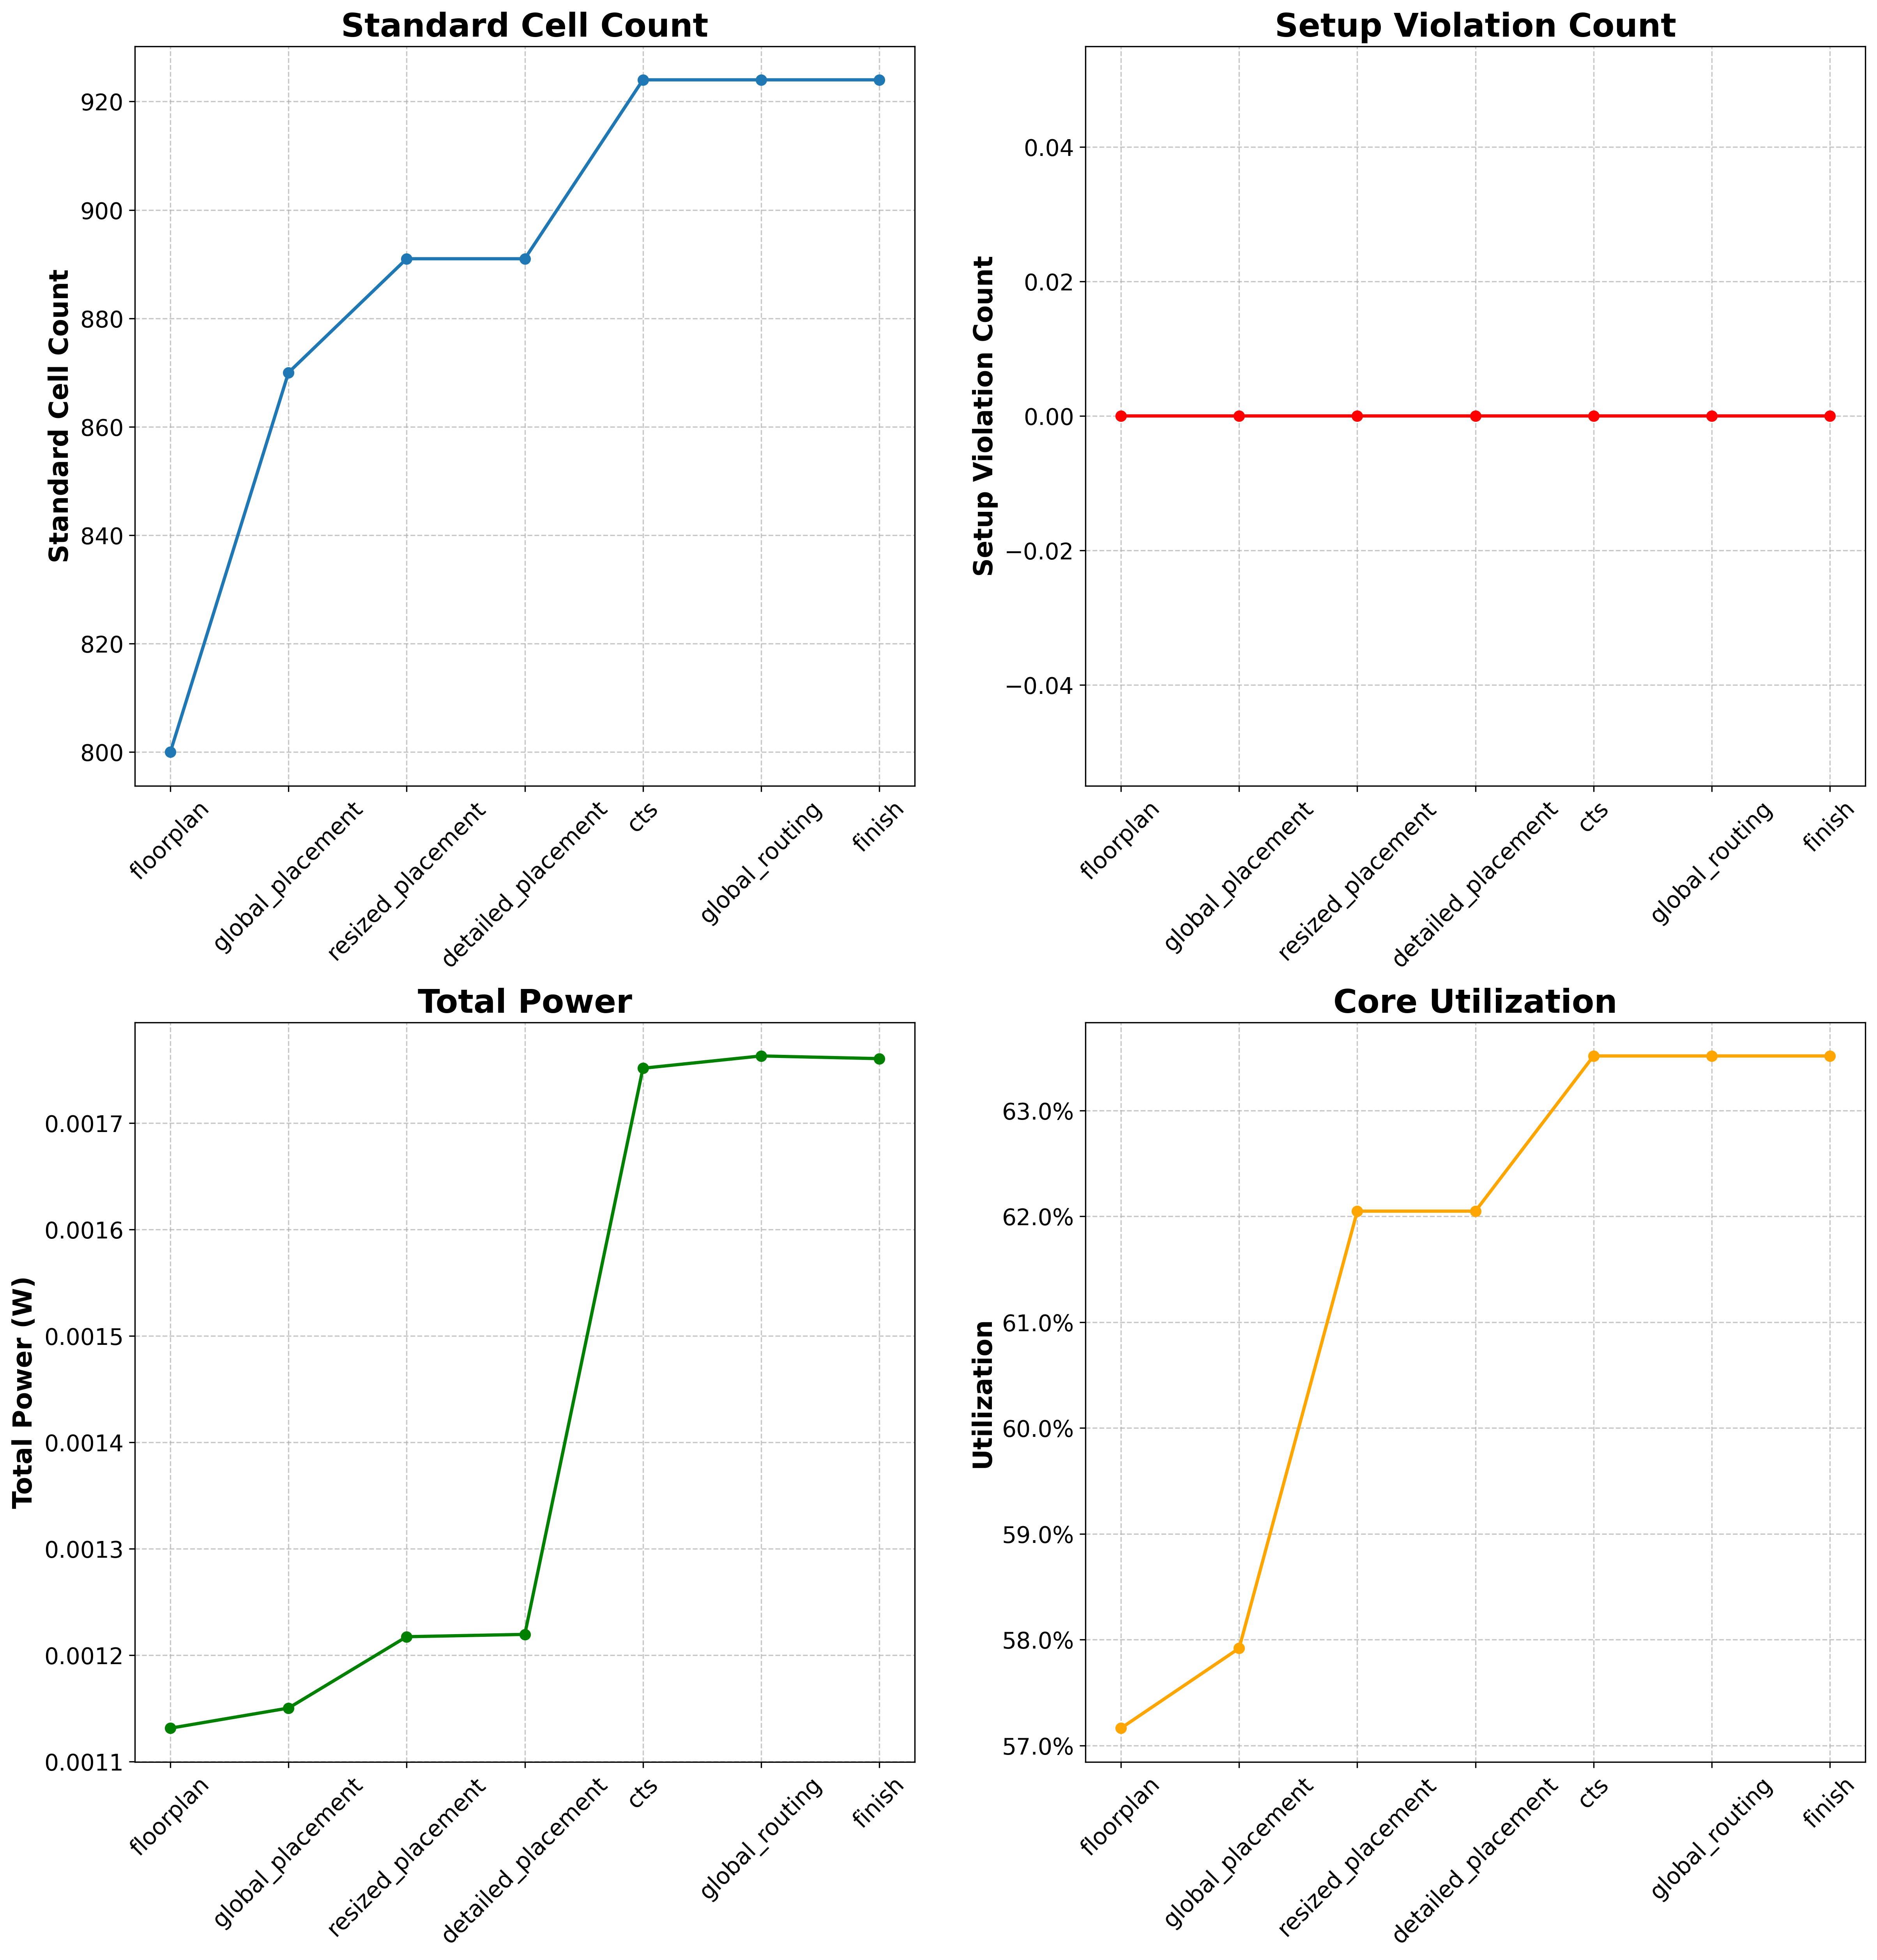 Standard Cell Count
Standard Cell Count
920
900
880
860
840
820
800
floorplan
global_placement
resized_placement
detailed_placement
cts
global_routing
finish
Setup Violation Count
Setup Violation Count
0.04
0.02
0.00
−0.02
−0.04
floorplan
global_placement
resized_placement
detailed_placement
cts
global_routing
finish
Total Power
Total Power (W)
0.0017
0.0016
0.0015
0.0014
0.0013
0.0012
0.0011
floorplan
global_placement
resized_placement
detailed_placement
cts
global_routing
finish
Core Utilization
Utilization
63.0%
62.0%
61.0%
60.0%
59.0%
58.0%
57.0%
floorplan
global_placement
resized_placement
detailed_placement
cts
global_routing
finish